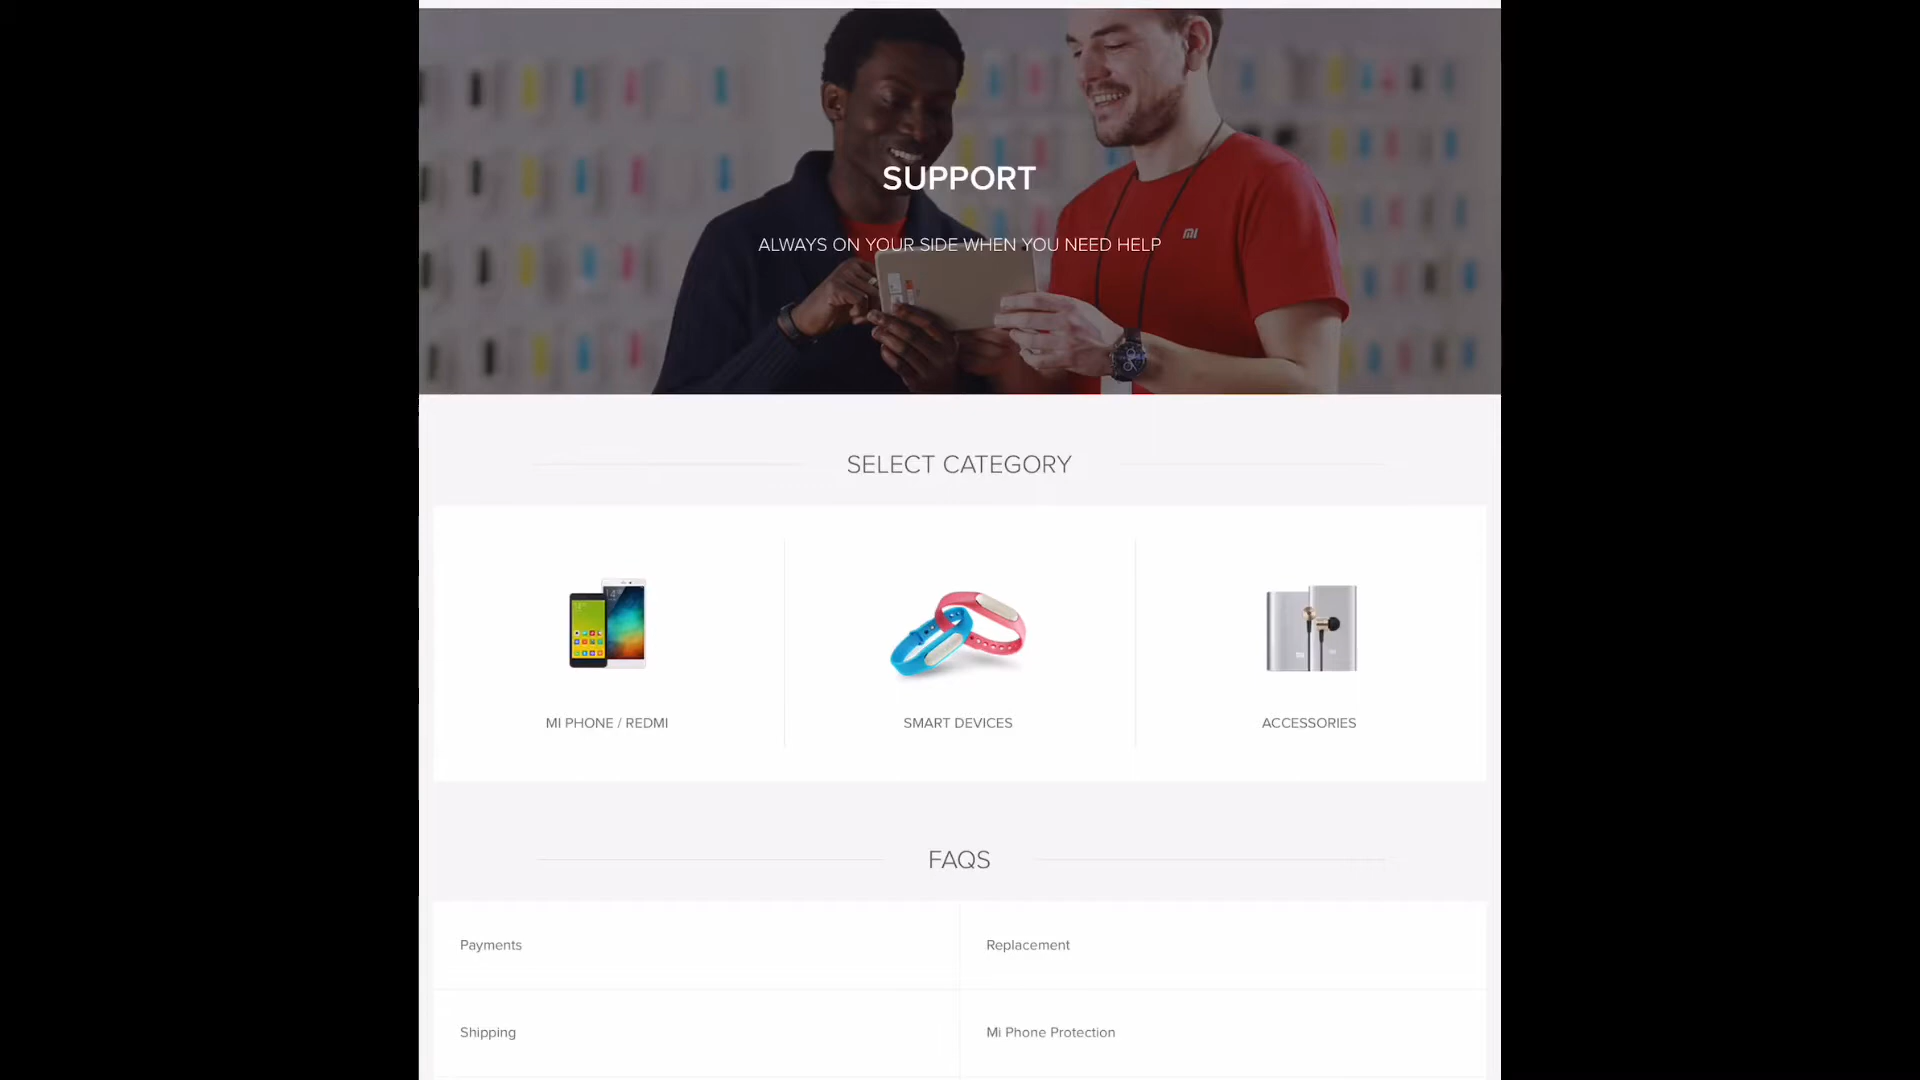 SUPPORT
ALWAYS ON YOUR SIDE WHEN YOU NEED HELP
SELECT CATEGORY
MI PHONE / REDMI
SMART DEVICES
ACCESSORIES
FAQS
Payments
Replacement
Shipping
Mi Phone Protection